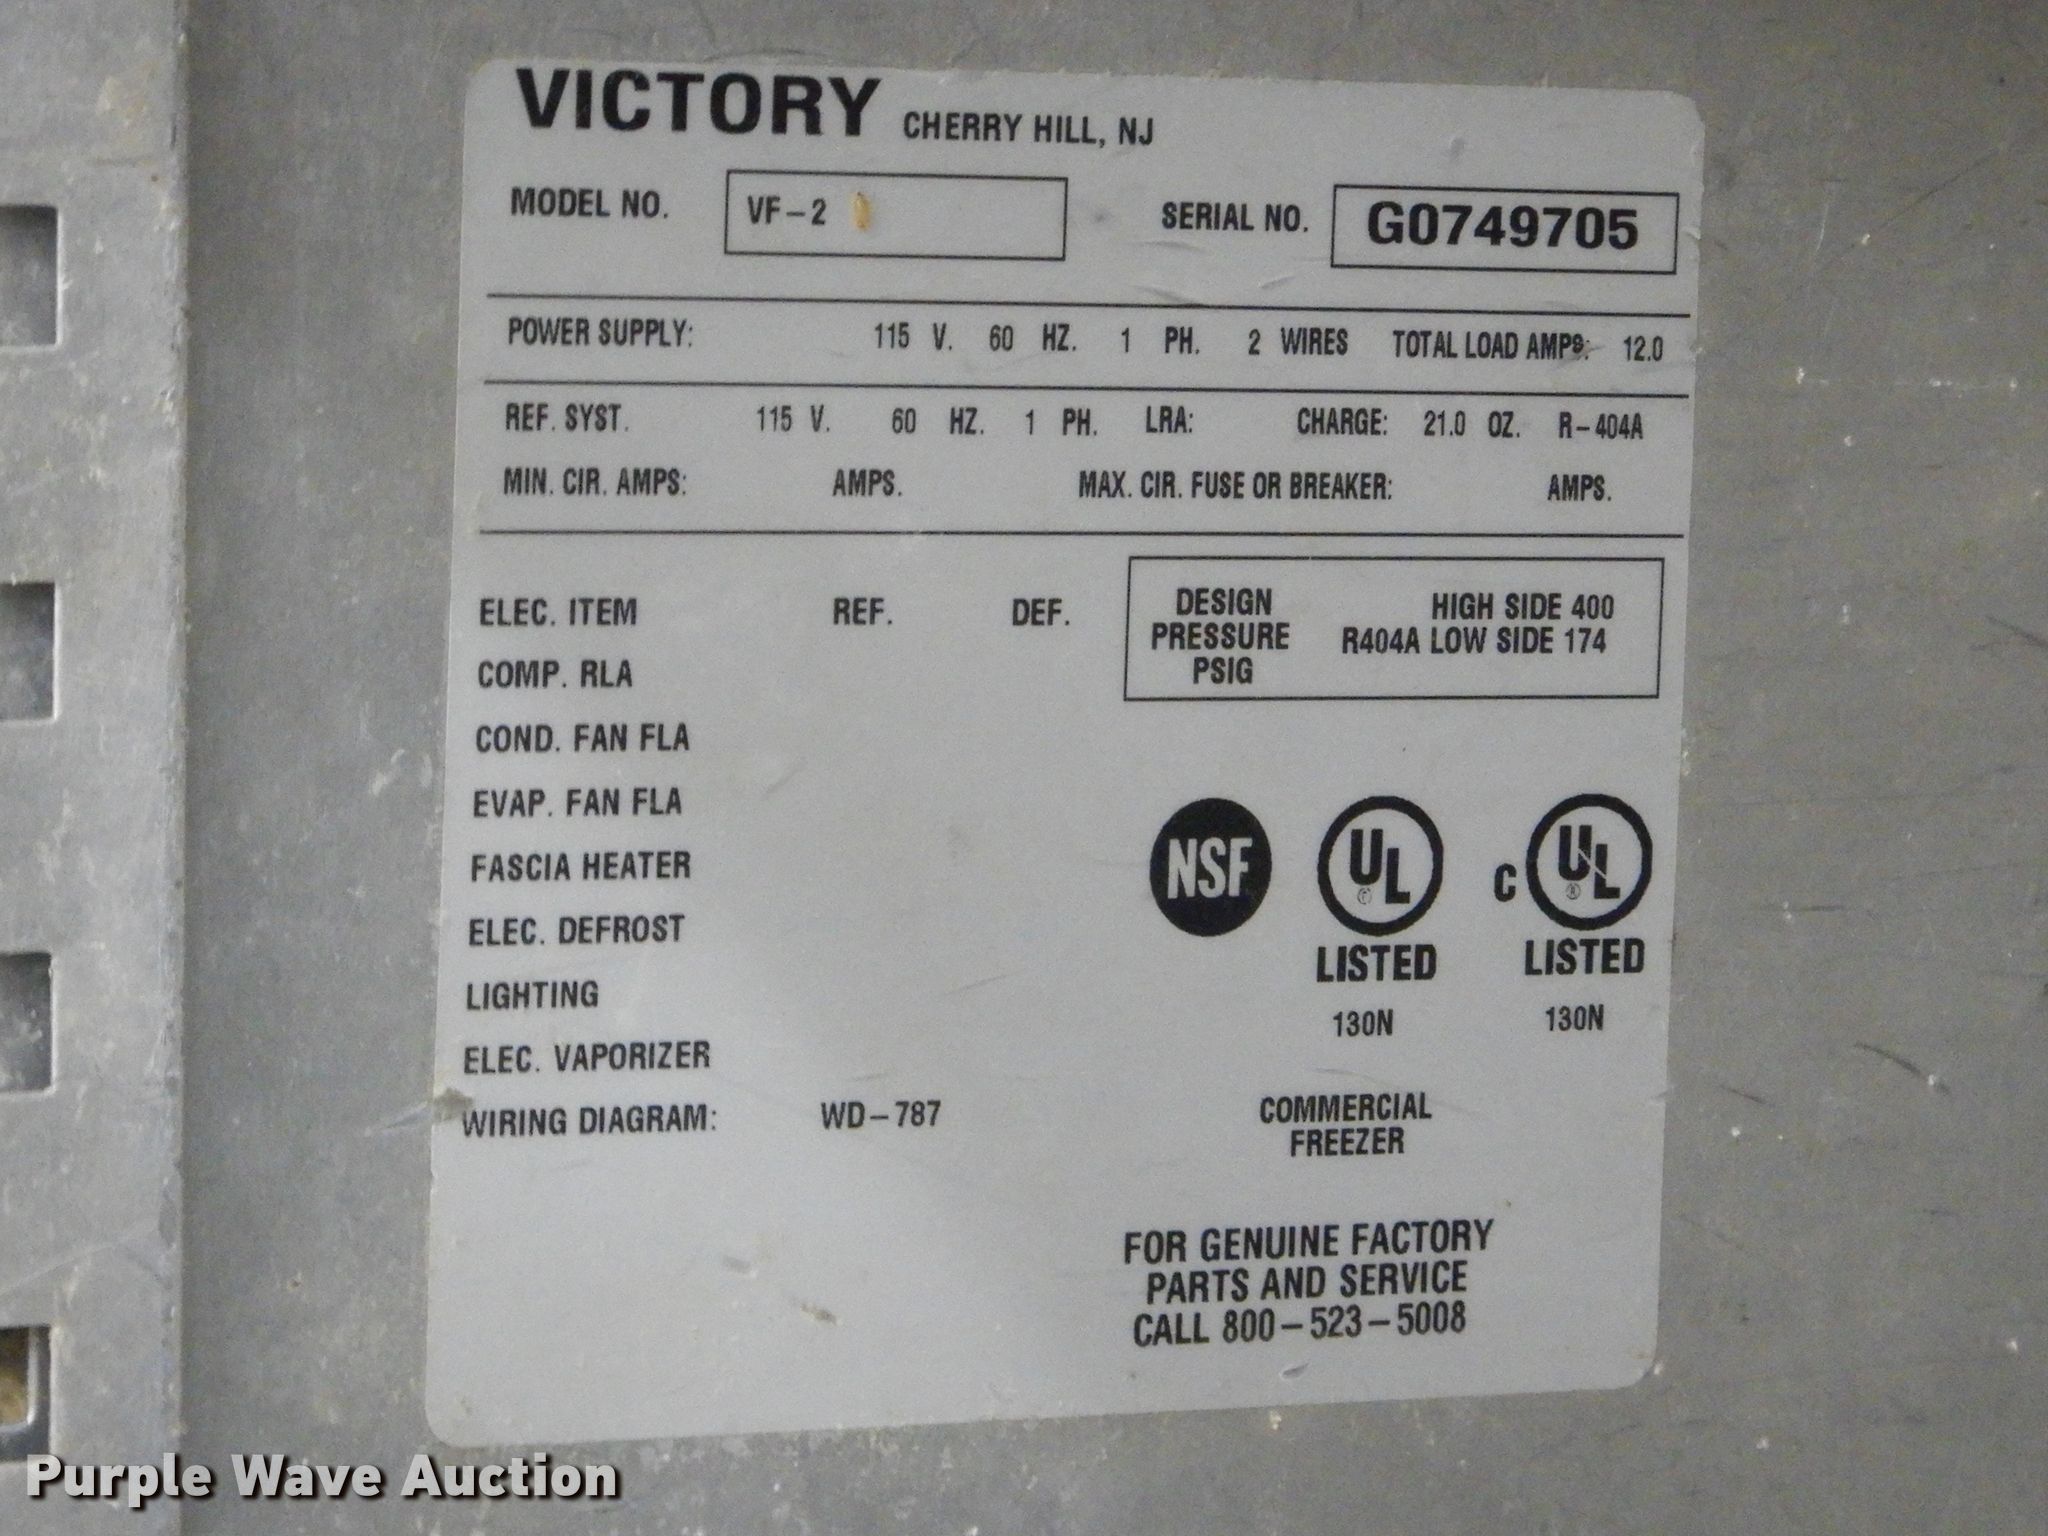 VICTORY CHERRY HILL, NJ
MODEL NO. VF-2 SERIAL NO. G0749705
POWER SUPPLY: 115 V. 60 HZ. 1 PH. 2 WIRES TOTAL LOAD AMPS: 12.0
REF. SYST. 115 V. 60 HZ. 1 PH. LRA: CHARGE: 21.0 OZ. R-404A
MIN. CIR. AMPS: AMPS. MAX. CIR. FUSE OR BREAKER: AMPS.
ELEC. ITEM REF. DEF.
COMP. RLA
COND. FAN FLA
EVAP. FAN FLA
FASCIA HEATER
ELEC. DEFROST
LIGHTING
ELEC. VAPORIZER
WIRING DIAGRAM: WD-787
DESIGN
PRESSURE
PSIG
HIGH SIDE 400
R404A LOW SIDE 174
NSF
UL
LISTED
130N
C UL ®
LISTED
130N
COMMERCIAL
FREEZER
FOR GENUINE FACTORY
PARTS AND SERVICE
CALL 800-523-5008
Purple Wave Auction